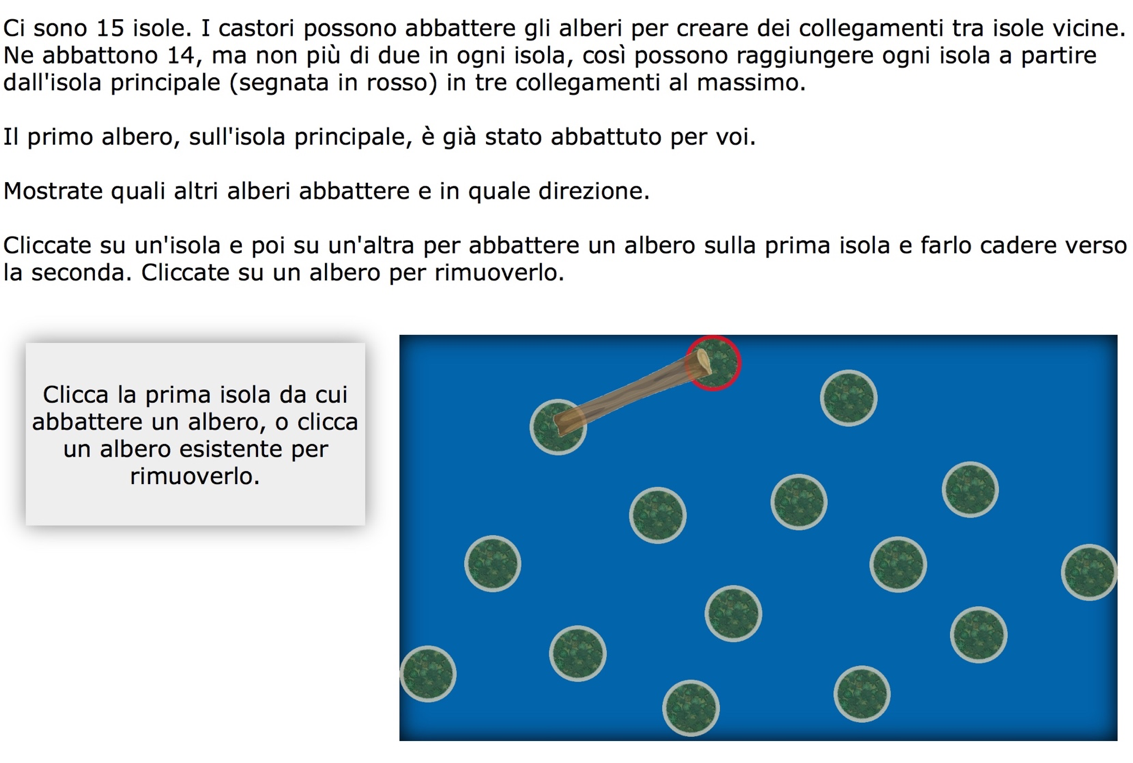 Ci sono 15 isole. I castori possono abbattere gli alberi per creare dei collegamenti tra isole vicine.
Ne abbattono 14, ma non più di due in ogni isola, così possono raggiungere ogni isola a partire
dall'isola principale (segnata in rosso) in tre collegamenti al massimo.
Il primo albero, sull'isola principale, è già stato abbattuto per voi.
Mostrate quali altri alberi abbattere e in quale direzione.
Cliccate su un'isola e poi su un'altra per abbattere un albero sulla prima isola e farlo cadere verso
la seconda. Cliccate su un albero per rimuoverlo.
Clicca la prima isola da cui
abbattere un albero, o clicca
un albero esistente per
rimuoverlo.